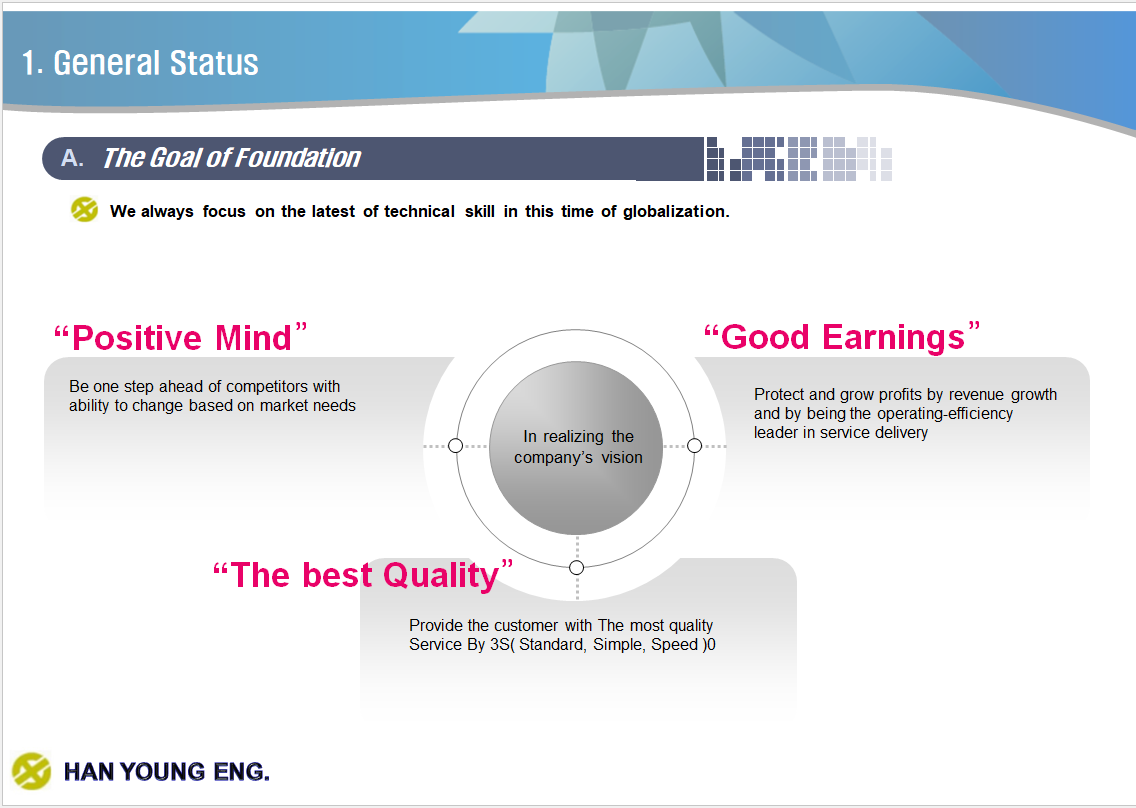 1. General Status
A. The Goal of Foundation
We always focus on the latest of technical skill in this time of globalization.
“Positive Mind”
Be one step ahead of competitors with
ability to change based on market needs
“Good Earnings”
Protect and grow profits by revenue growth
and by being the operating-efficiency
leader in service delivery
In realizing the
company’s vision
“The best Quality”
Provide the customer with The most quality
Service By 3S( Standard, Simple, Speed )0
HAN YOUNG ENG.